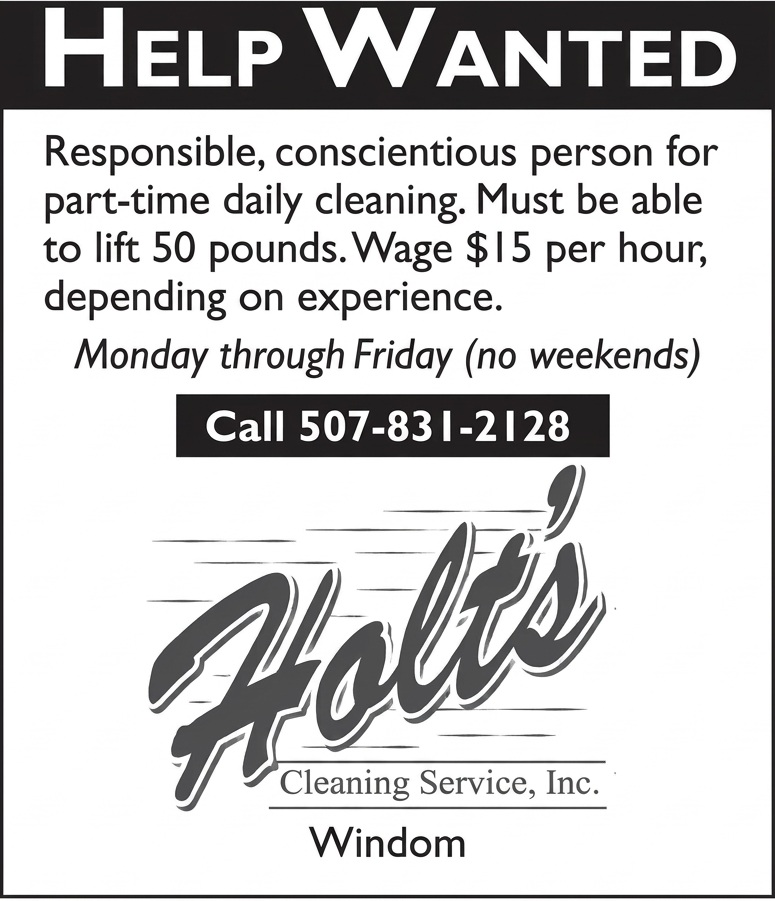 HELP WANTED
Responsible, conscientious person for
part-time daily cleaning. Must be able
to lift 50 pounds. Wage $15 per hour,
depending on experience.
Monday through Friday (no weekends)
Call 507-831-2128
Holt's
Cleaning Service, Inc.
Windom